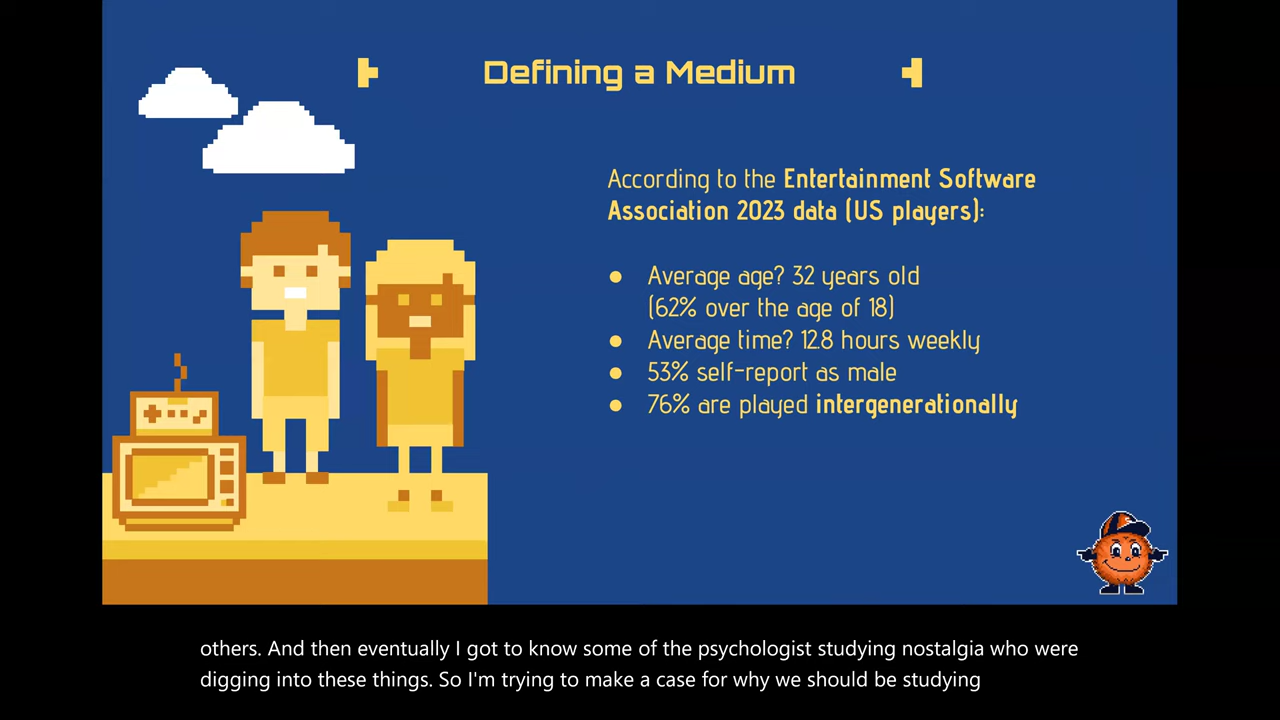 Defining a Medium
According to the Entertainment Software
Association 2023 data (US players):
● Average age? 32 years old
(62% over the age of 18)
● Average time? 12.8 hours weekly
● 53% self-report as male
● 76% are played intergenerationally
others. And then eventually I got to know some of the psychologist studying nostalgia who were
digging into these things. So I'm trying to make a case for why we should be studying